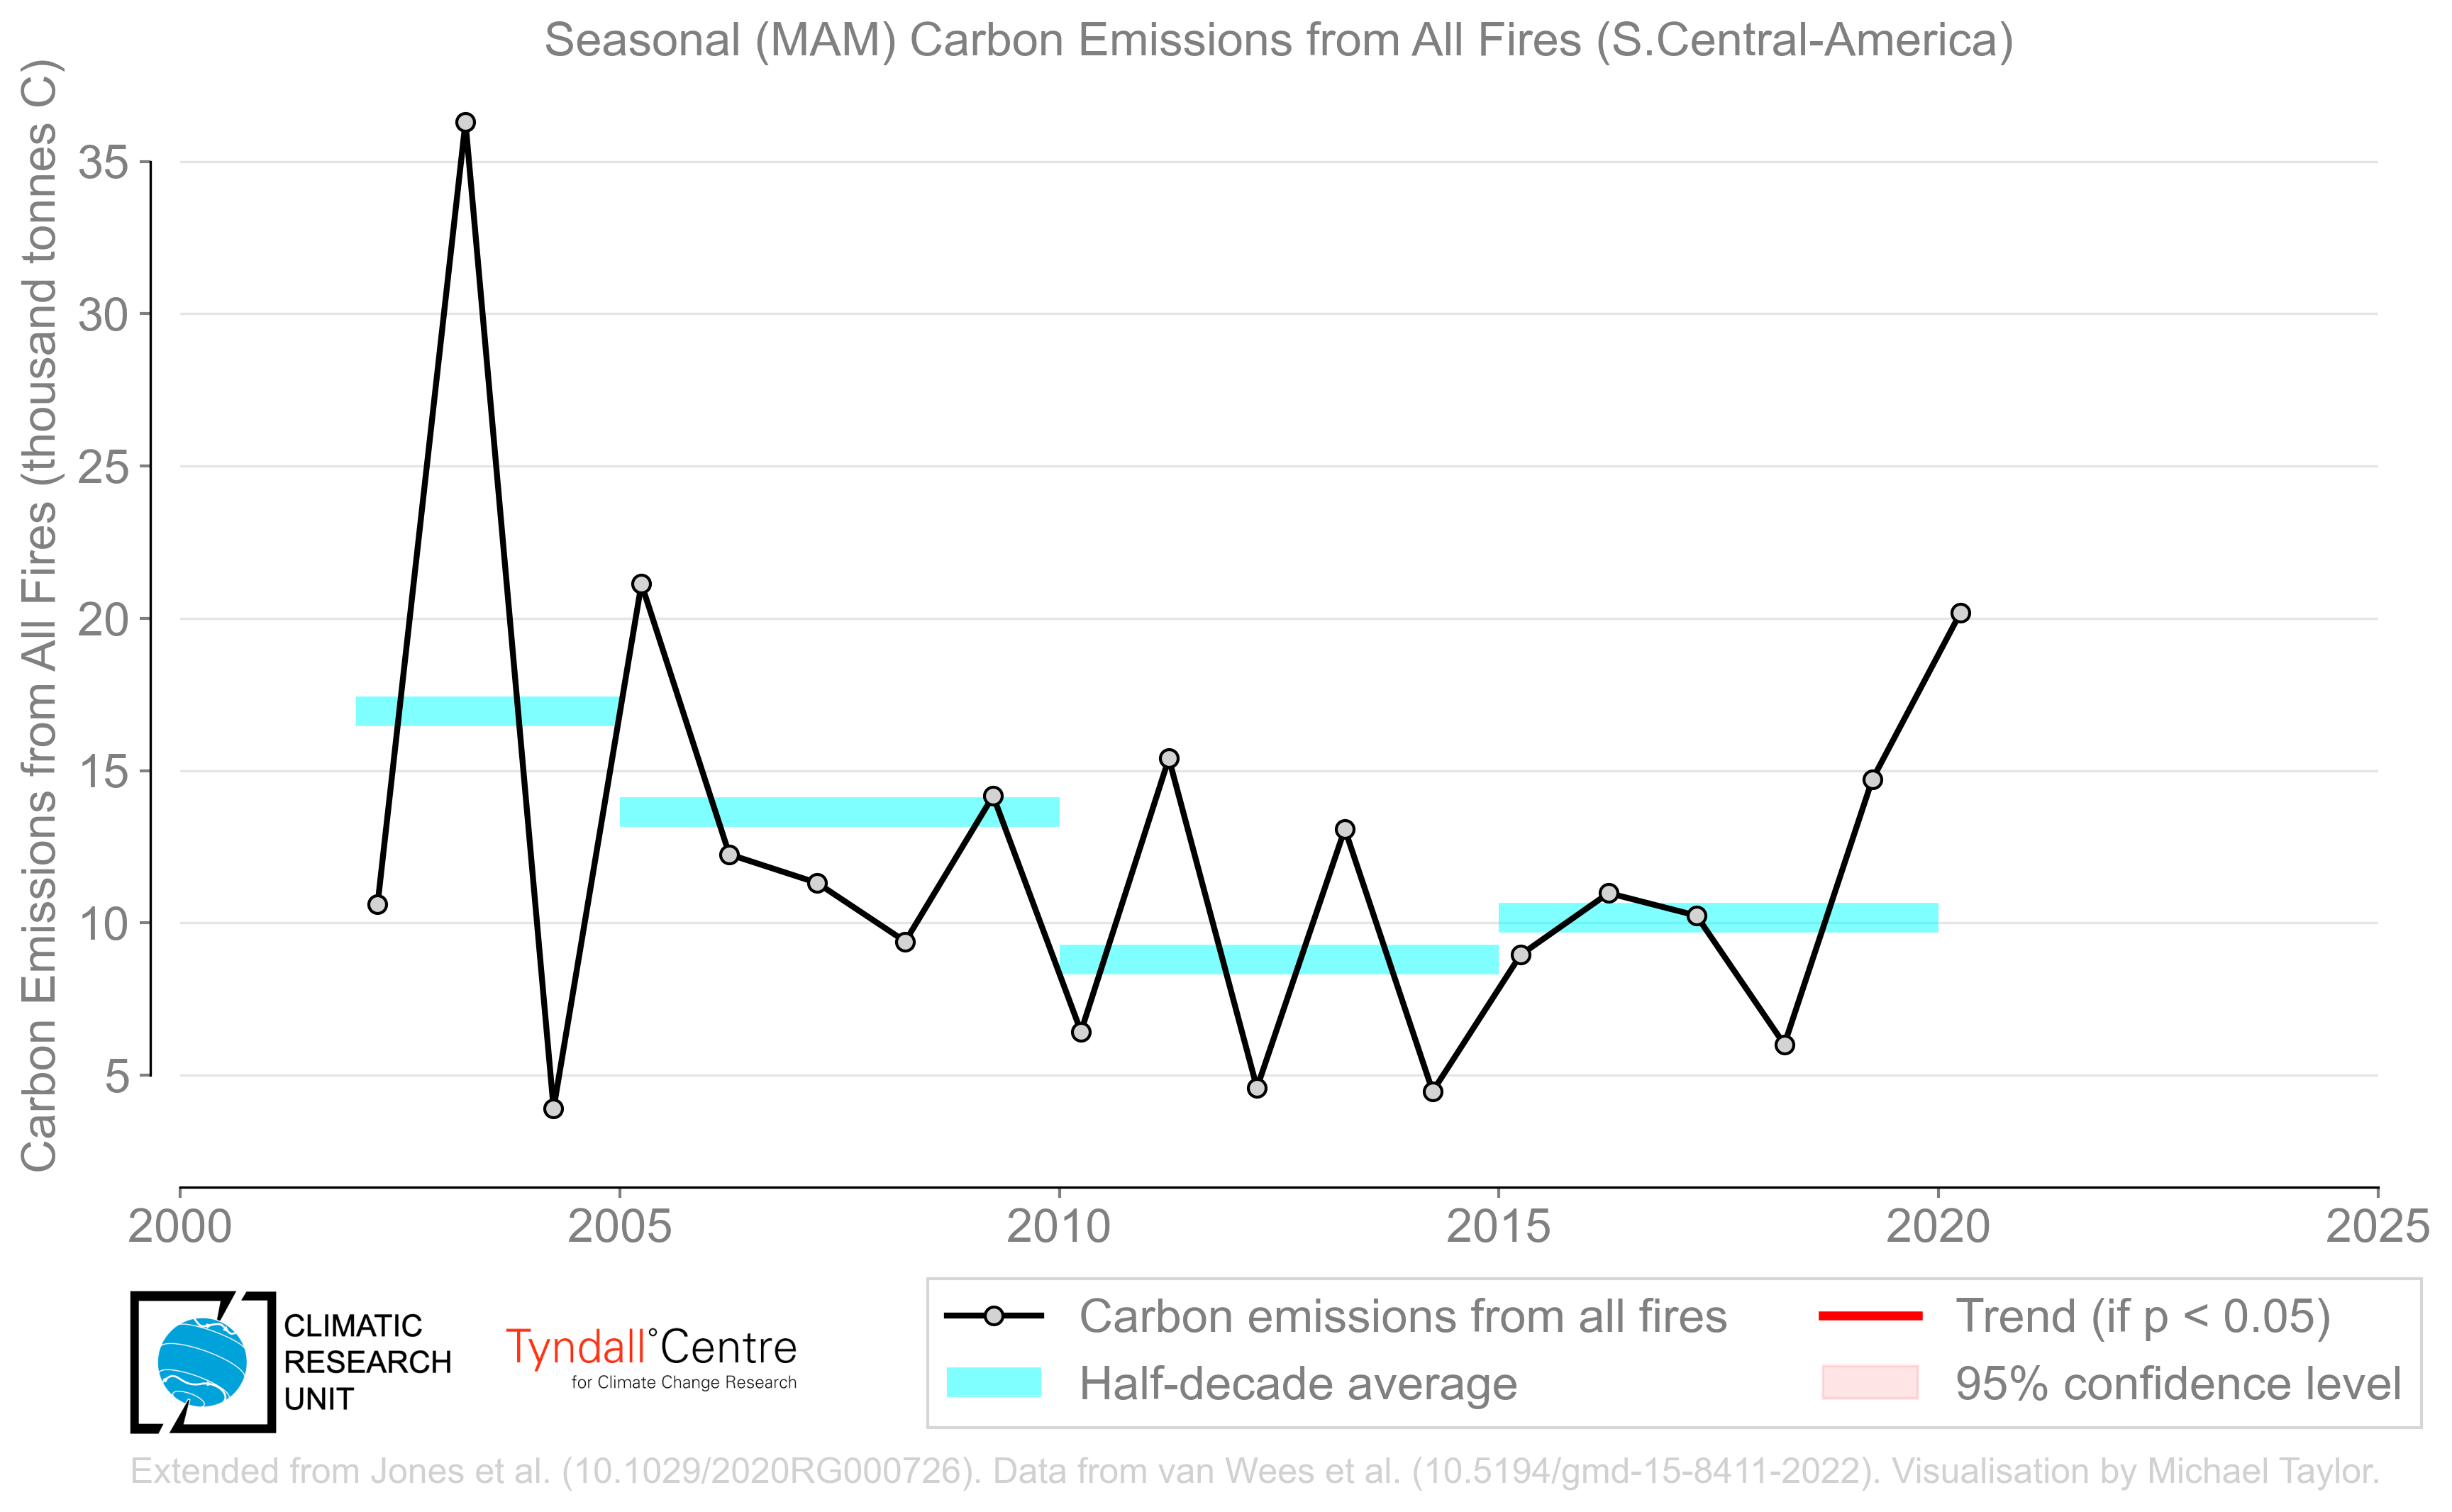 Seasonal (MAM) Carbon Emissions from All Fires (S.Central-America)
Carbon Emissions from All Fires (thousand tonnes C)
35
30
25
20
15
10
5
2000 2005 2010 2015 2020 2025
CLIMATIC
RESEARCH
UNIT
Tyndall°Centre
for Climate Change Research
Carbon emissions from all fires
Half-decade average
Trend (if p < 0.05)
95% confidence level
Extended from Jones et al. (10.1029/2020RG000726). Data from van Wees et al. (10.5194/gmd-15-8411-2022). Visualisation by Michael Taylor.